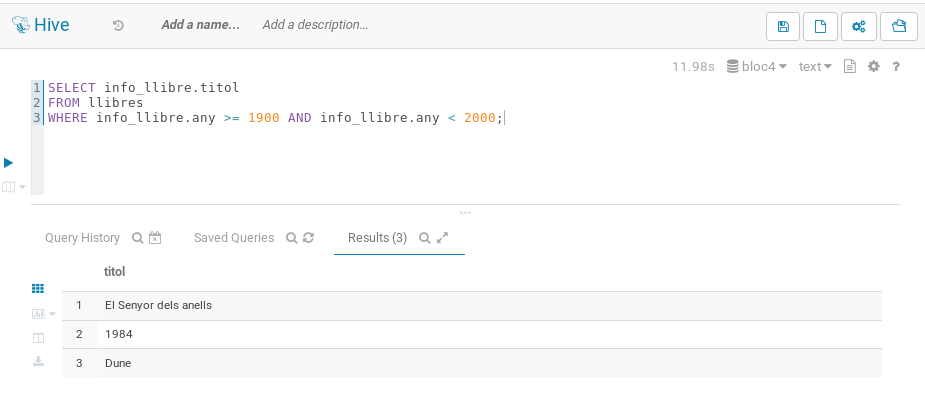 Hive Add a name... Add a description...
11.98s bloc4 text ?
1 SELECT info_llibre.titol
2 FROM llibres
3 WHERE info_llibre.any >= 1900 AND info_llibre.any < 2000;
Query History Saved Queries Results (3)
titol
1 El Senyor dels anells
2 1984
3 Dune